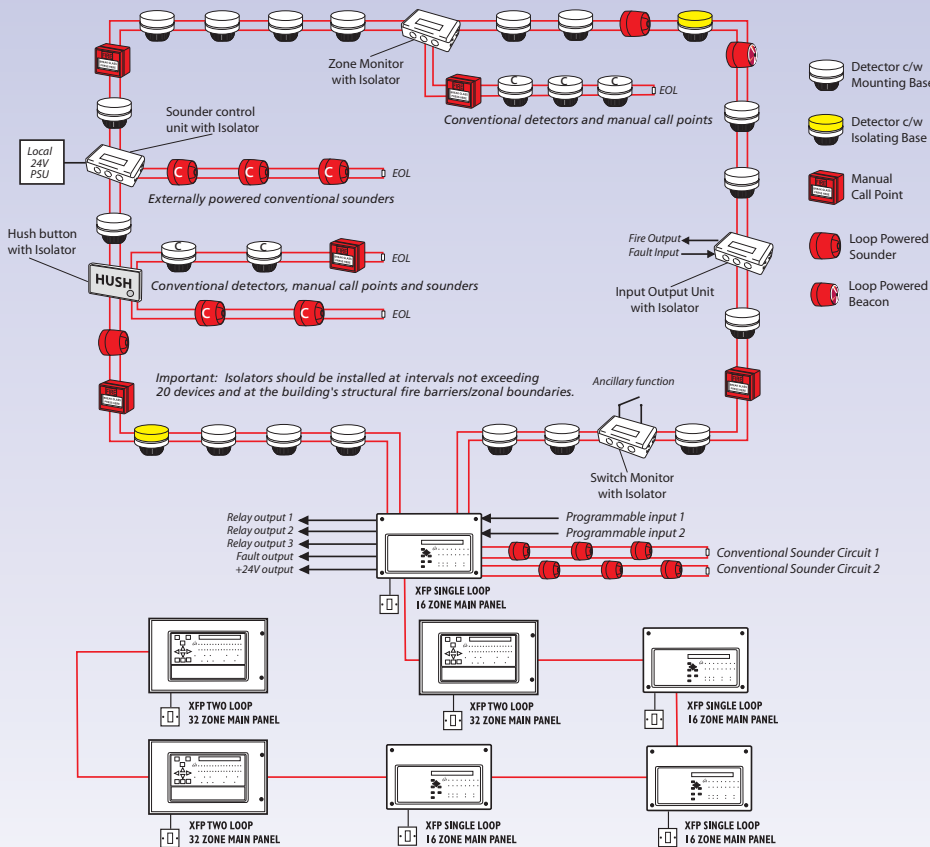 Zone Monitor
with Isolator
Detector c/w
Mounting Base
C
C
C
EOL
Conventional detectors and manual call points
Sounder control
unit with Isolator
Detector c/w
Isolating Base
Local
24V
PSU
C
C
C
EOL
Externally powered conventional sounders
Manual
Call Point
Hush button
with Isolator
Fire Output
Fault Input
Loop Powered
Sounder
C
C
EOL
HUSH
Conventional detectors, manual call points and sounders
Input Output Unit
with Isolator
Loop Powered
Beacon
C
C
EOL
Important: Isolators should be installed at intervals not exceeding
20 devices and at the building's structural fire barriers/zonal boundaries.
Ancillary function
Switch Monitor
with Isolator
Relay output 1
Relay output 2
Relay output 3
Fault output
+24V output
Programmable input 1
Programmable input 2
Conventional Sounder Circuit 1
Conventional Sounder Circuit 2
XFP SINGLE LOOP
16 ZONE MAIN PANEL
XFP TWO LOOP
32 ZONE MAIN PANEL
XFP TWO LOOP
32 ZONE MAIN PANEL
XFP SINGLE LOOP
16 ZONE MAIN PANEL
XFP TWO LOOP
32 ZONE MAIN PANEL
XFP SINGLE LOOP
16 ZONE MAIN PANEL
XFP SINGLE LOOP
16 ZONE MAIN PANEL